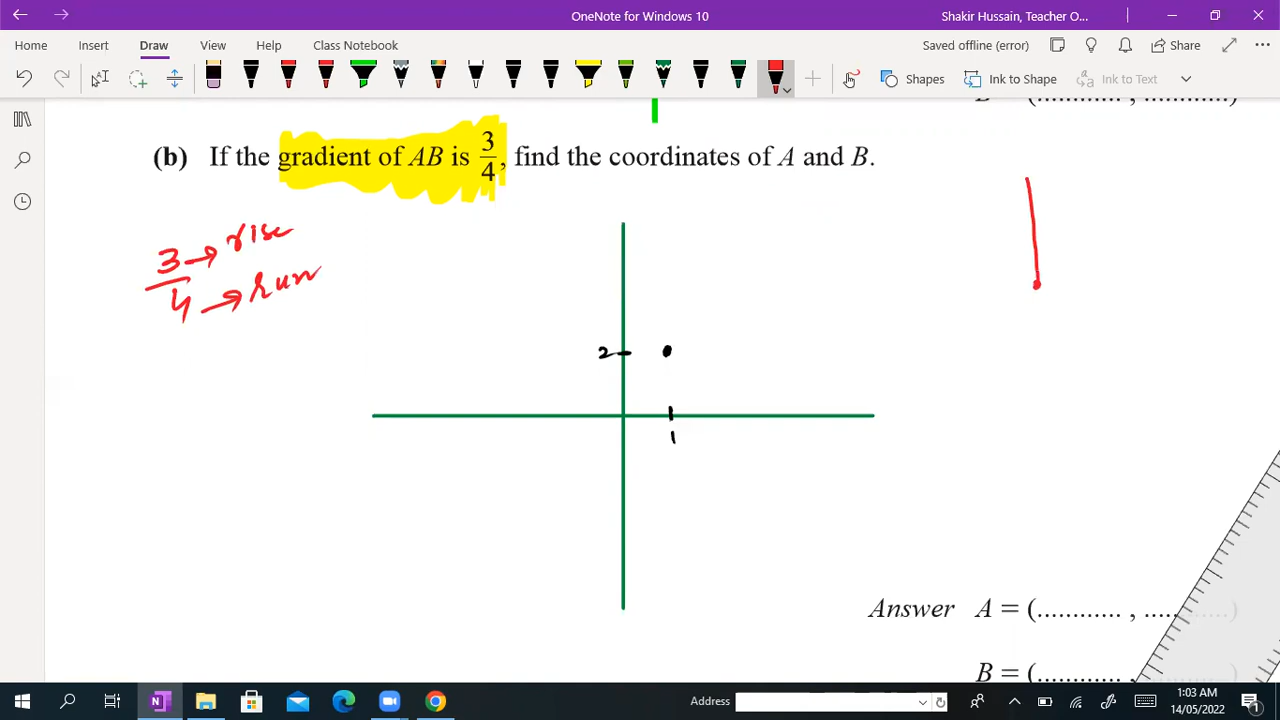 OneNote for Windows 10
Shakir Hussain, Teacher O...
Home Insert Draw View Help Class Notebook Saved offline (error) Share
Shapes Ink to Shape Ink to Text
(b) If the gradient of AB is 3/4, find the coordinates of A and B.
3 → rise
4 → run
2
1
Answer A = (............ , ............)
B = (
Address
1:03 AM
14/05/2022